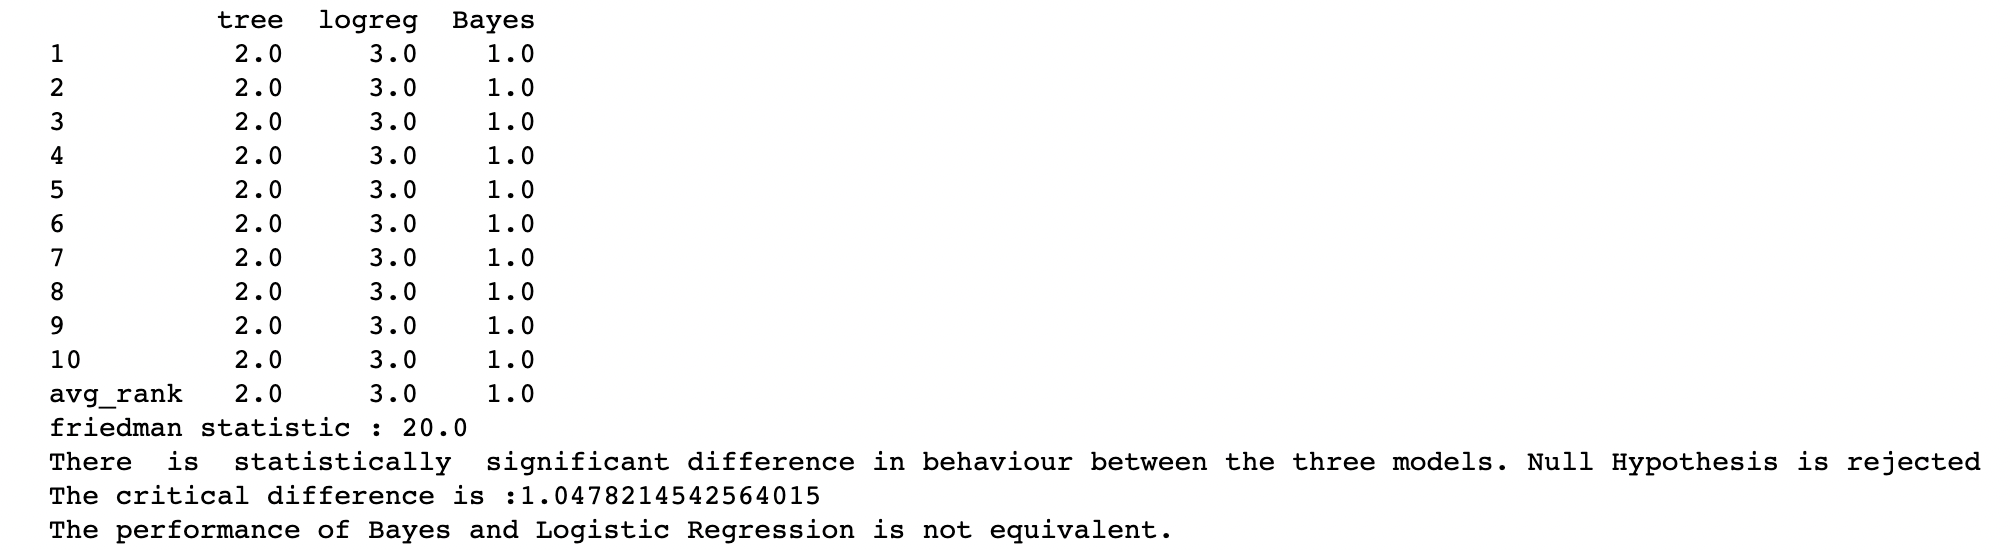 tree logreg Bayes
1 2.0 3.0 1.0
2 2.0 3.0 1.0
3 2.0 3.0 1.0
4 2.0 3.0 1.0
5 2.0 3.0 1.0
6 2.0 3.0 1.0
7 2.0 3.0 1.0
8 2.0 3.0 1.0
9 2.0 3.0 1.0
10 2.0 3.0 1.0
avg_rank 2.0 3.0 1.0
friedman statistic : 20.0
There is statistically significant difference in behaviour between the three models. Null Hypothesis is rejected
The critical difference is :1.0478214542564015
The performance of Bayes and Logistic Regression is not equivalent.